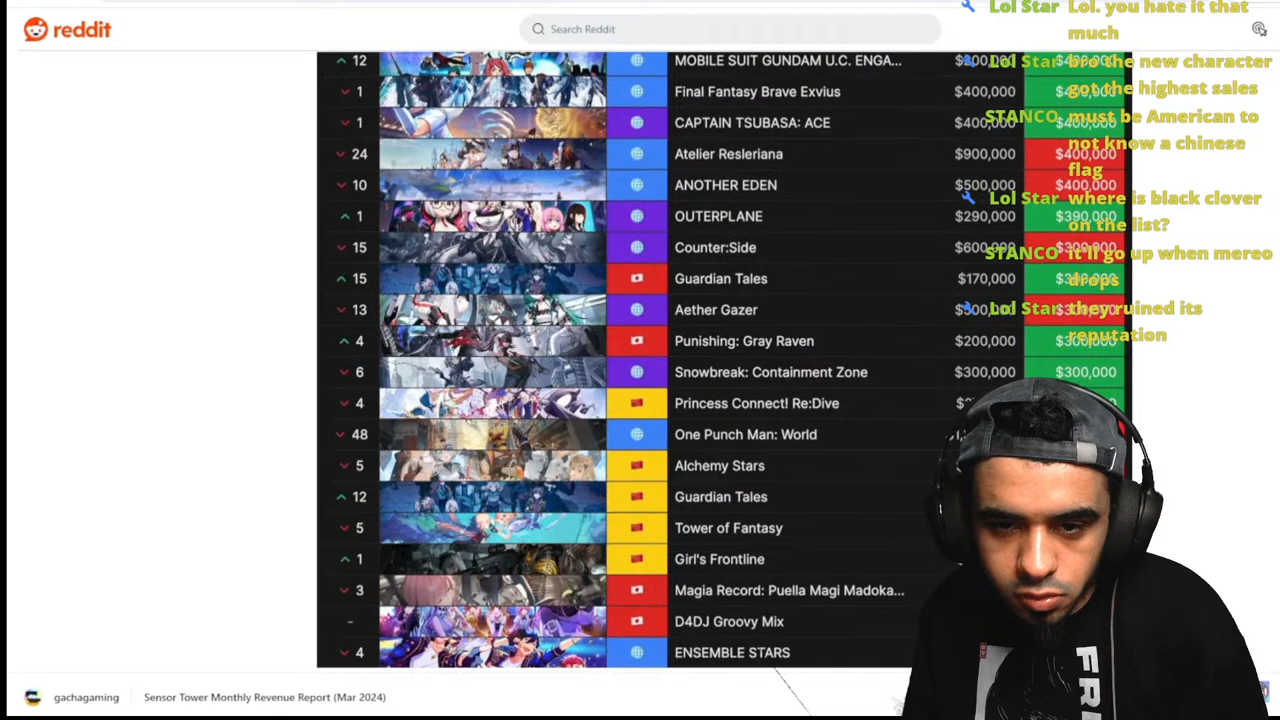 reddit
Search Reddit
12 MOBILE SUIT GUNDAM U.C. ENGA...
1 Final Fantasy Brave Exvius $400,000
1 CAPTAIN TSUBASA: ACE $400,000 $400,000
24 Atelier Resleriana $900,000 $400,000
10 ANOTHER EDEN $500,000 $400,000
1 OUTERPLANE $290,000 $390,000
15 Counter:Side
15 Guardian Tales $170,000
13 Aether Gazer
4 Punishing: Gray Raven $200,000 $300,000
6 Snowbreak: Containment Zone $300,000 $300,000
4 Princess Connect! Re:Dive
48 One Punch Man: World
5 Alchemy Stars
12 Guardian Tales
5 Tower of Fantasy
1 Girl's Frontline
3 Magia Record: Puella Magi Madoka...
- D4DJ Groovy Mix
4 ENSEMBLE STARS
Lol Star Lol. you hate it that
much
Lol Star bro the new character
got the highest sales
STANCO must be American to
not know a chinese
flag
Lol Star where is black clover
on the list?
STANCO it'll go up when mereo
drops
Lol Star they ruined its
reputation
FRI
gachagaming Sensor Tower Monthly Revenue Report (Mar 2024)